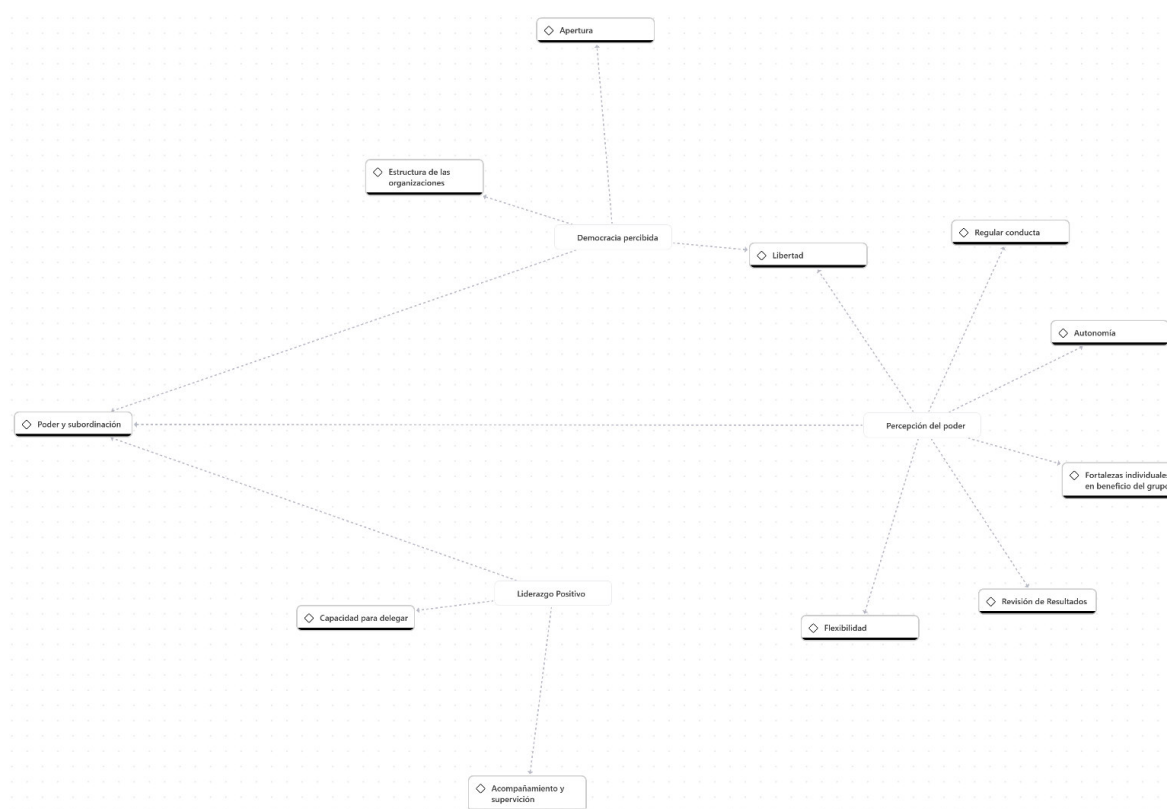 Apertura
Estructura de las
organizaciones
Democracia percibida
Regular conducta
Libertad
Autonomía
Poder y subordinación
Percepción del poder
Fortalezas individuales
en beneficio del grupo
Liderazgo Positivo
Revisión de Resultados
Capacidad para delegar
Flexibilidad
Acompañamiento y
supervición